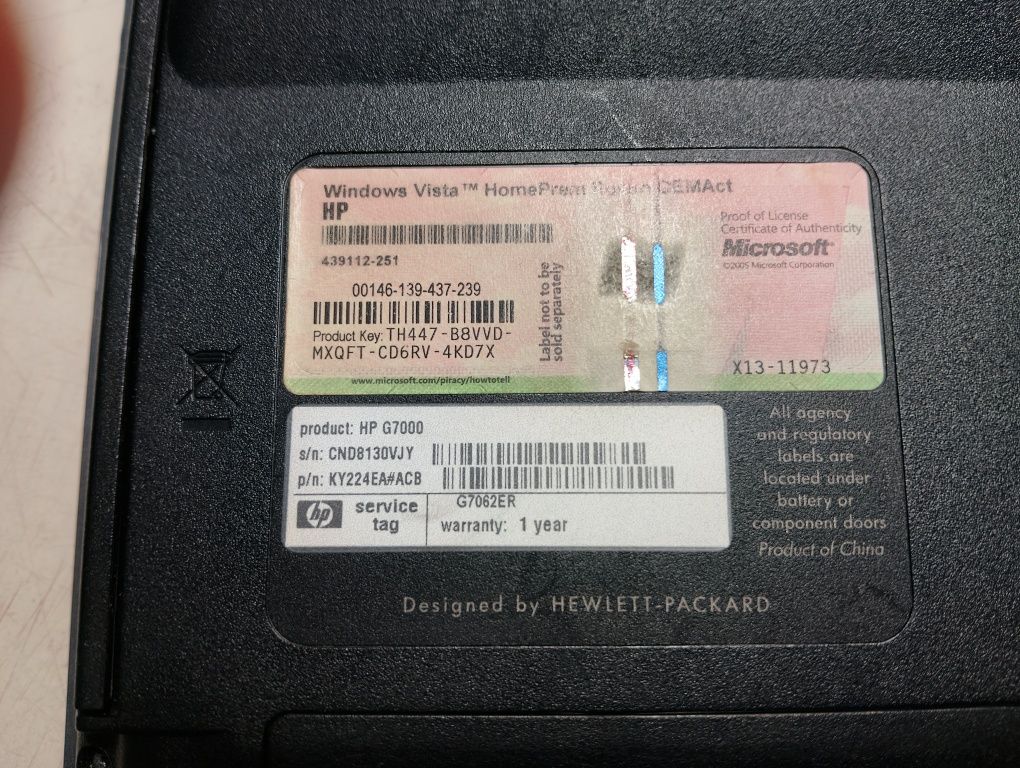 Windows Vista™ HomePrem OEMAct
HP
439112-251
00146-139-437-239
Product Key: TH447-B8VVD-
MXQFT-CD6RV-4KD7X
Label not to be
sold separately
www.microsoft.com/piracy/howtotell
Proof of License
Certificate of Authenticity
Microsoft®
©2005 Microsoft Corporation
X13-11973
product: HP G7000
s/n: CND8130VJY
p/n: KY224EA#ACB
hp
service
tag
G7062ER
warranty: 1 year
All agency
and regulatory
labels are
located under
battery or
component doors
Product of China
Designed by HEWLETT-PACKARD